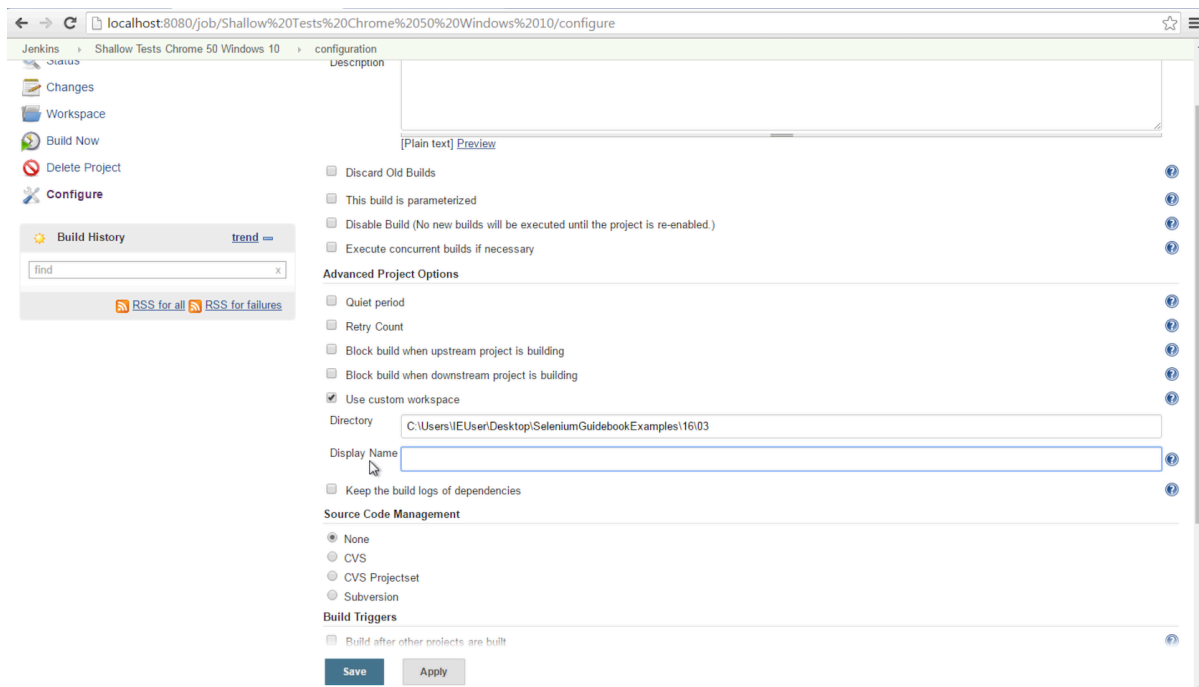 localhost:8080/job/Shallow%20Tests%20Chrome%2050%20Windows%2010/configure
Jenkins Shallow Tests Chrome 50 Windows 10 configuration
Status
Changes
Workspace
Build Now
Delete Project
Configure
Build History trend
find x
RSS for all RSS for failures
Description
[Plain text] Preview
Discard Old Builds
This build is parameterized
Disable Build (No new builds will be executed until the project is re-enabled.)
Execute concurrent builds if necessary
Advanced Project Options
Quiet period
Retry Count
Block build when upstream project is building
Block build when downstream project is building
Use custom workspace
Directory C:\Users\IEUser\Desktop\SeleniumGuidebookExamples\16\03
Display Name
Keep the build logs of dependencies
Source Code Management
None
CVS
CVS Projectset
Subversion
Build Triggers
Build after other projects are built
Save Apply